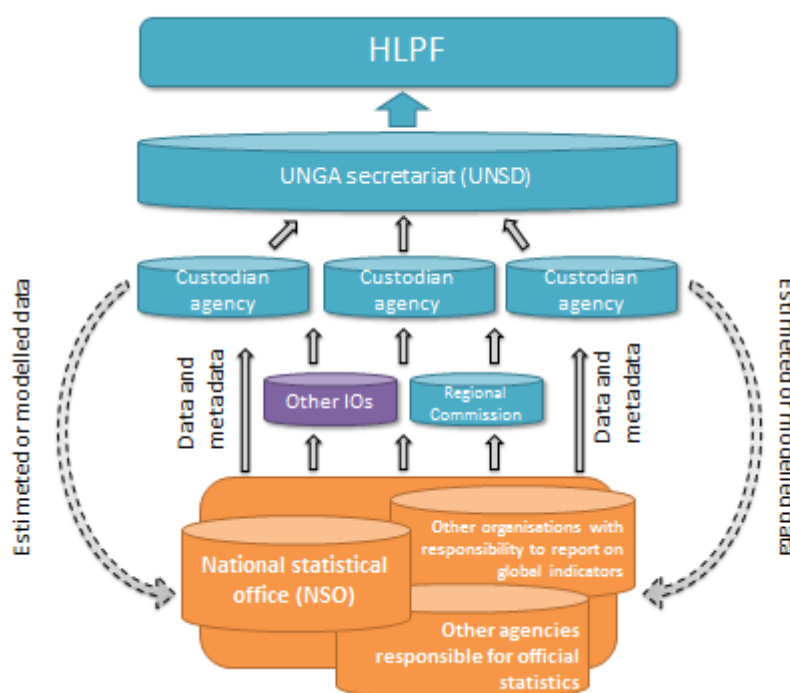 HLPF
UNGA secretariat (UNSD)
Custodian
agency
Custodian
agency
Custodian
agency
Estimeted or modelled data
Data and
metadata
Other IOs
Regional
Commission
Data and
metadata
Estimeted or modelled data
National statistical
office (NSO)
Other organisations with
responsibility to report on
global indicators
Other agencies
responsible for official
statistics